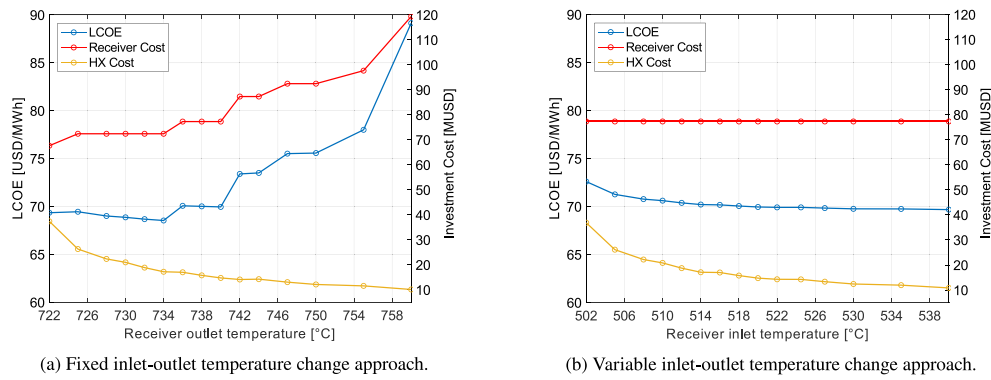 LCOE
Receiver Cost
HX Cost
LCOE [USD/MWh]
90
85
80
75
70
65
60
Investment Cost [MUSD]
120
110
100
90
80
70
60
50
40
30
20
10
722 726 730 734 738 742 746 750 754 758
Receiver outlet temperature [°C]
(a) Fixed inlet-outlet temperature change approach.
LCOE
Receiver Cost
HX Cost
LCOE [USD/MWh]
90
85
80
75
70
65
60
Investment Cost [MUSD]
120
110
100
90
80
70
60
50
40
30
20
10
502 506 510 514 518 522 526 530 534 538
Receiver inlet temperature [°C]
(b) Variable inlet-outlet temperature change approach.